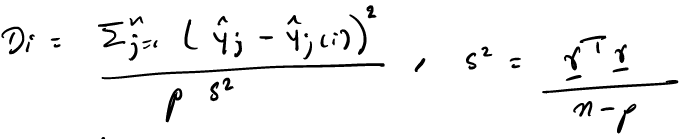 Di = Σⁿⱼ₌₁ (ŷⱼ - ŷⱼ(i))² / p s² , s² = rᵀr / n-p